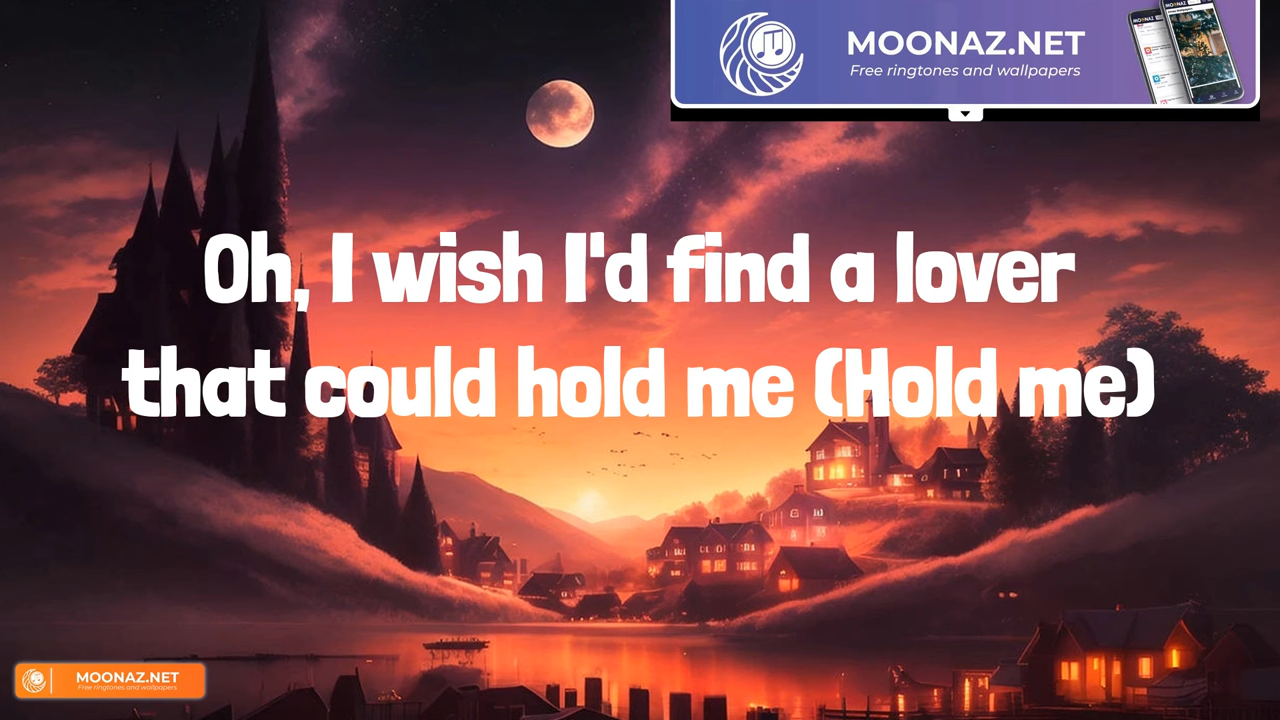 MOONAZ.NET
Free ringtones and wallpapers
Oh, I wish I'd find a lover
that could hold me (Hold me)
MOONAZ.NET
Free ringtones and wallpapers